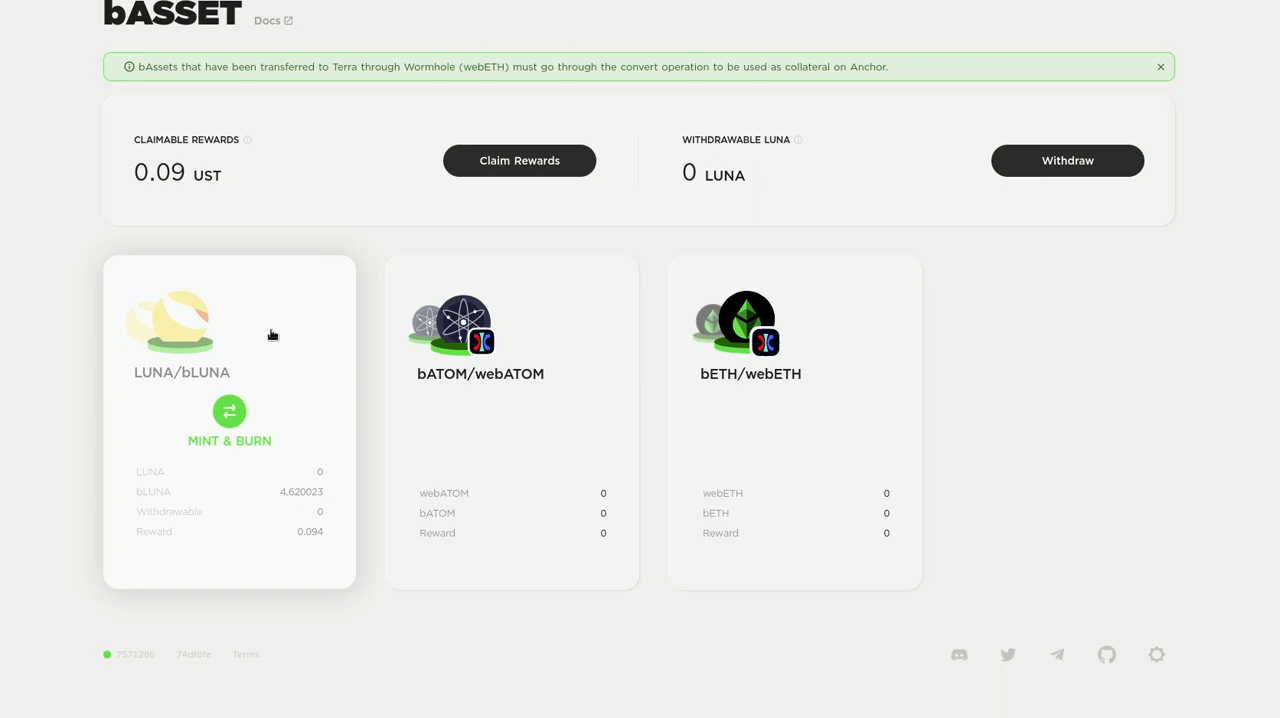 bASSET Docs
bAssets that have been transferred to Terra through Wormhole (webETH) must go through the convert operation to be used as collateral on Anchor.
CLAIMABLE REWARDS
0.09 UST
Claim Rewards
WITHDRAWABLE LUNA
0 LUNA
Withdraw
LUNA/bLUNA
MINT & BURN
LUNA 0
bLUNA 4.620023
Withdrawable 0
Reward 0.094
bATOM/webATOM
webATOM 0
bATOM 0
Reward 0
bETH/webETH
webETH 0
bETH 0
Reward 0
7571286 74df8fe Terms